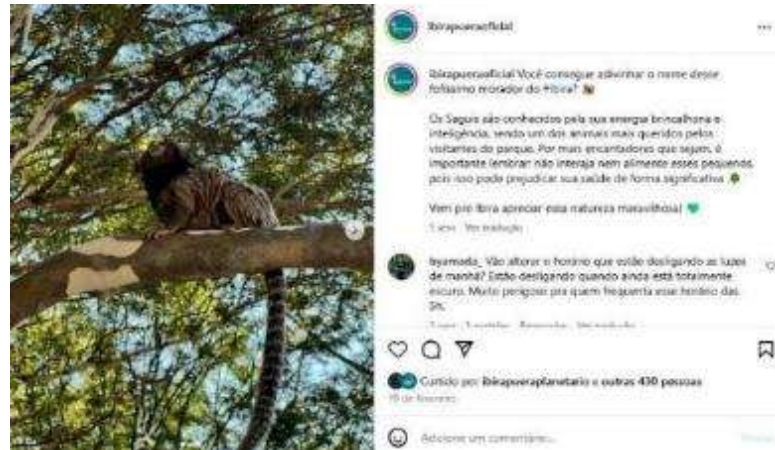 ibirapueraoficial
ibirapueraoficial Você consegue adivinhar o nome desse
fofíssimo morador do #Ibira?
Os Saguis são conhecidos pela sua energia brincalhona e
inteligência, sendo um dos animais mais queridos pelos
visitantes do parque. Por mais encantadores que sejam, é
importante lembrar: não interaja nem alimente esses pequenos,
pois isso pode prejudicar sua saúde de forma significativa
Vem pro Ibira apreciar essa natureza maravilhosa!
1 sem Ver tradução
byamada_ Vão alterar o horário que estão desligando as luzes
de manhã? Estão desligando quando ainda está totalmente
escuro. Muito perigoso pra quem frequenta esse horário das
5h.
Curtido por ibirapueraplanetario e outras 430 pessoas
de fevereiro
Adicione um comentário...